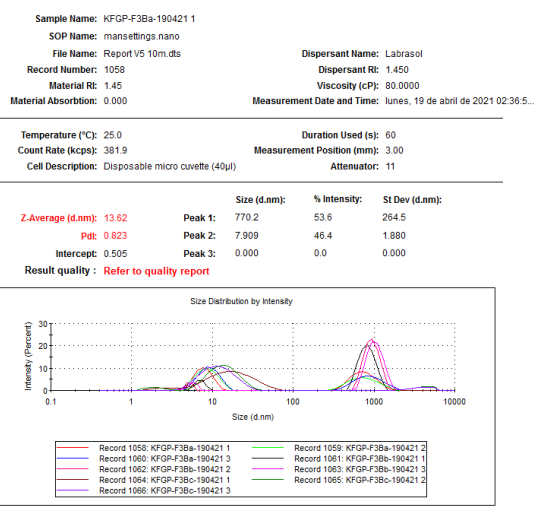 Sample Name: KFGP-F3Ba-190421 1
SOP Name: mansettings.nano
File Name: Report V5 10m.dts Dispersant Name: Labrasol
Record Number: 1058 Dispersant RI: 1.450
Material RI: 1.45 Viscosity (cP): 80.0000
Material Absorbtion: 0.000 Measurement Date and Time: lunes, 19 de abril de 2021 02:36:5...
Temperature (°C): 25.0 Duration Used (s): 60
Count Rate (kcps): 381.9 Measurement Position (mm): 3.00
Cell Description: Disposable micro cuvette (40µl) Attenuator: 11
Size (d.nm): % Intensity: St Dev (d.nm):
Z-Average (d.nm): 13.62 Peak 1: 770.2 53.6 264.5
PdI: 0.823 Peak 2: 7.909 46.4 1.880
Intercept: 0.505 Peak 3: 0.000 0.0 0.000
Result quality : Refer to quality report
Size Distribution by Intensity
Intensity (Percent)
30
20
10
0
0.1 1 10 100 1000 10000
Size (d.nm)
Record 1058: KFGP-F3Ba-190421 1 Record 1059: KFGP-F3Ba-190421 2
Record 1060: KFGP-F3Ba-190421 3 Record 1061: KFGP-F3Bb-190421 1
Record 1062: KFGP-F3Bb-190421 2 Record 1063: KFGP-F3Bb-190421 3
Record 1064: KFGP-F3Bc-190421 1 Record 1065: KFGP-F3Bc-190421 2
Record 1066: KFGP-F3Bc-190421 3